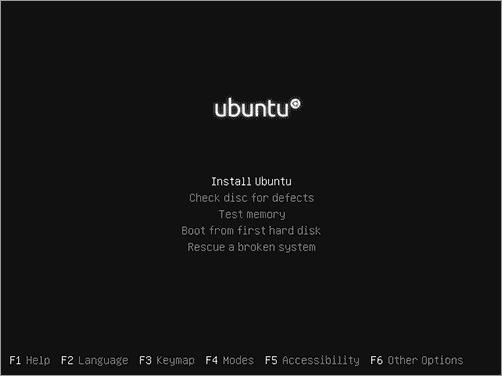 ubuntu
Install Ubuntu
Check disc for defects
Test memory
Boot from first hard disk
Rescue a broken system
F1 Help F2 Language F3 Keymap F4 Modes F5 Accessibility F6 Other Options